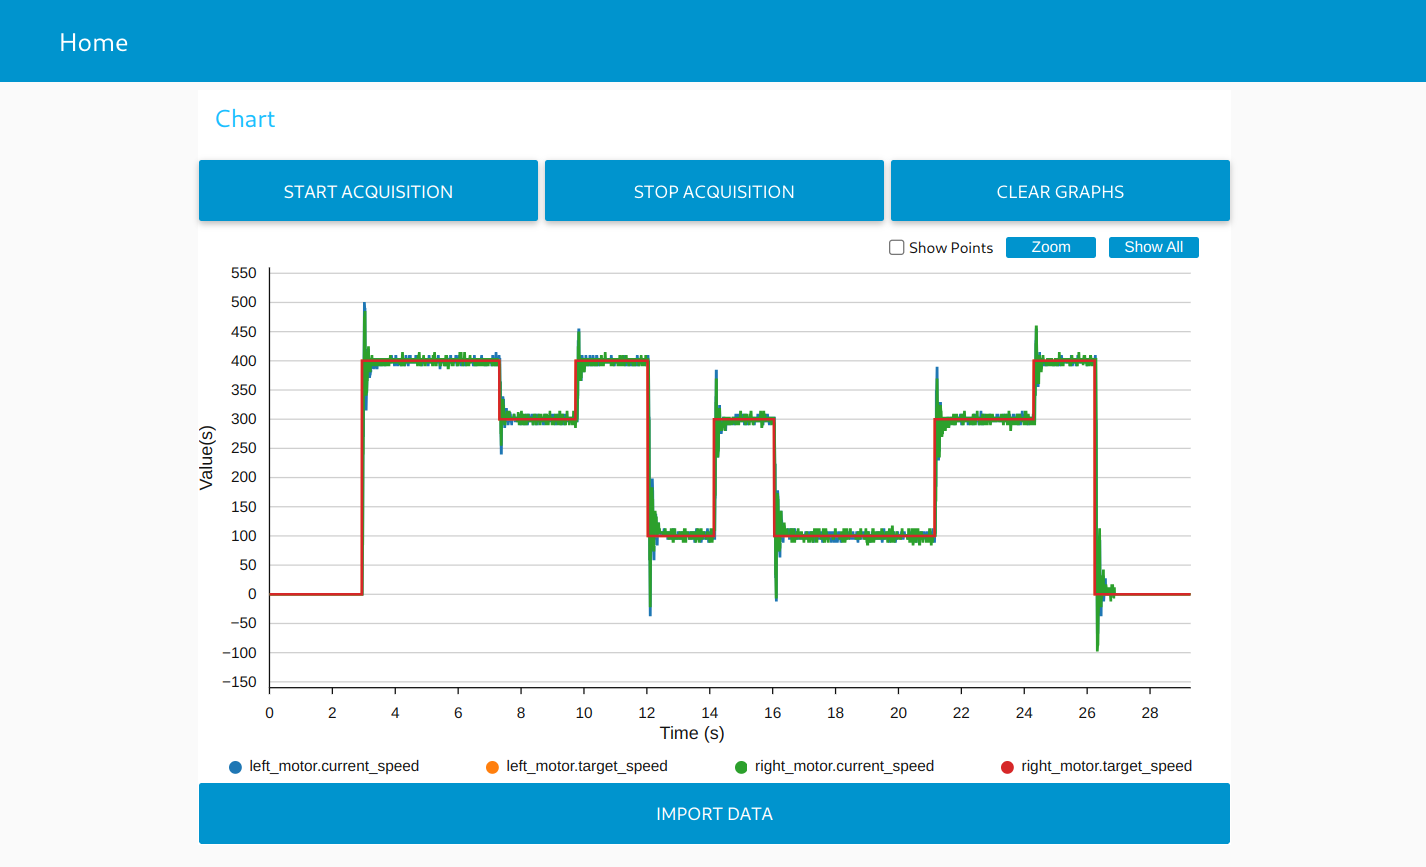 Home
Chart
START ACQUISITION STOP ACQUISITION CLEAR GRAPHS
Show Points Zoom Show All
550
500
450
400
350
300
250
200
150
100
50
0
−50
−100
−150
Value(s)
0 2 4 6 8 10 12 14 16 18 20 22 24 26 28
Time (s)
left_motor.current_speed left_motor.target_speed right_motor.current_speed right_motor.target_speed
IMPORT DATA